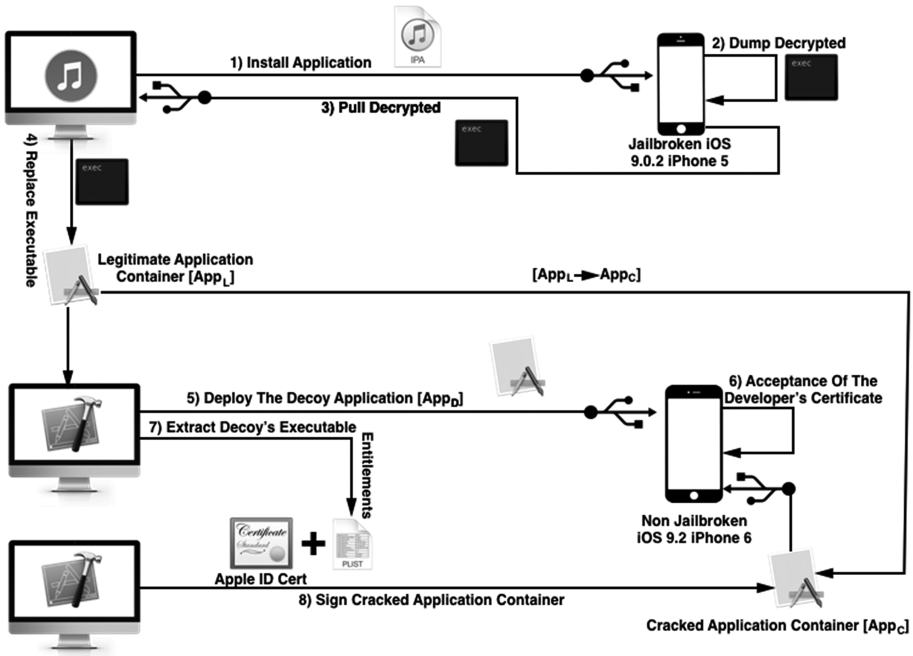 IPA
1) Install Application
2) Dump Decrypted
exec
3) Pull Decrypted
exec
Jailbroken iOS
9.0.2 iPhone 5
4) Replace Executable
exec
Legitimate Application
Container [AppL]
[AppL→AppC]
5) Deploy The Decoy Application [AppD]
6) Acceptance Of The
Developer's Certificate
7) Extract Decoy's Executable
Entitlements
Non Jailbroken
iOS 9.2 iPhone 6
Certificate
Standard
+
PLIST
Apple ID Cert
8) Sign Cracked Application Container
Cracked Application Container [AppC]